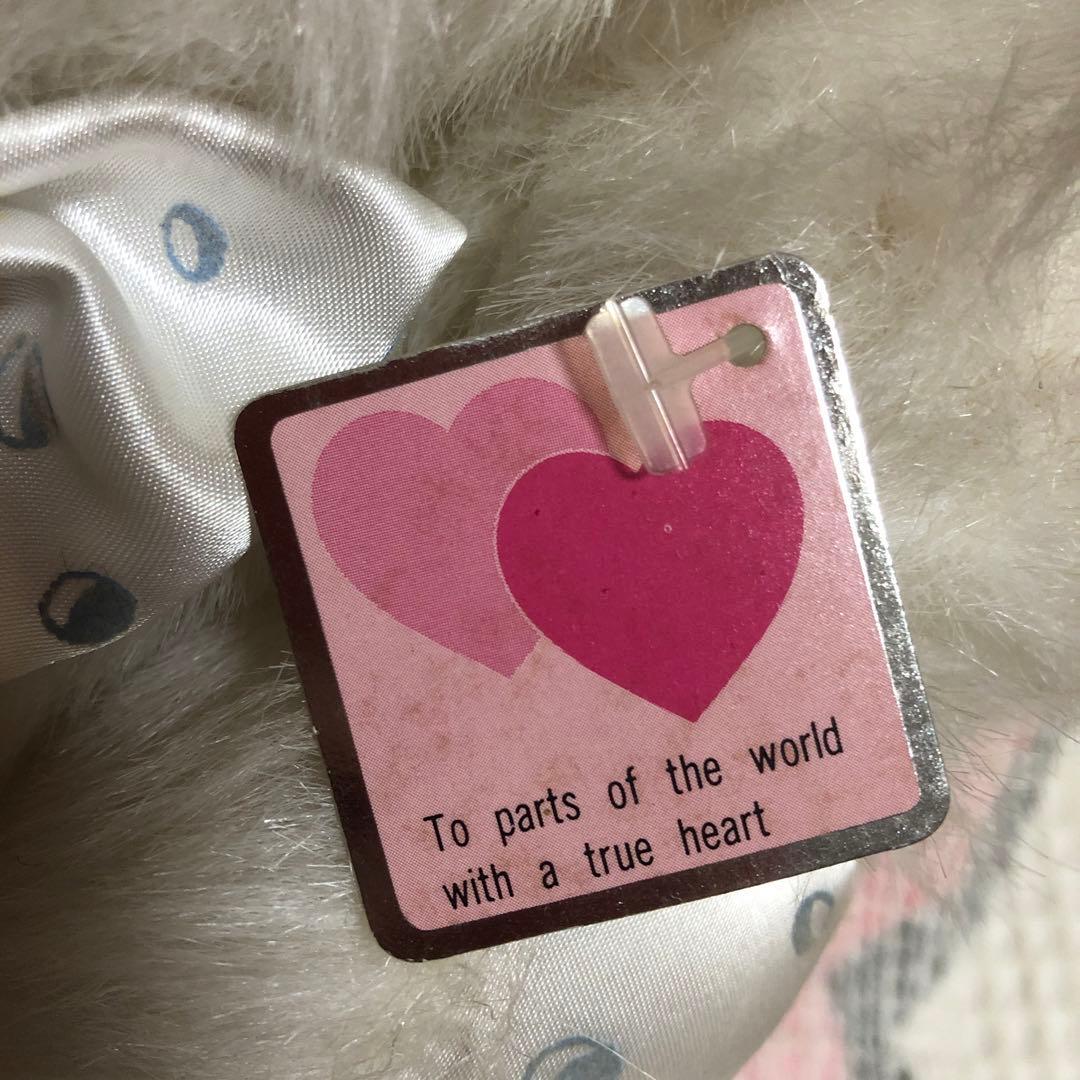 To parts of the world
with a true heart